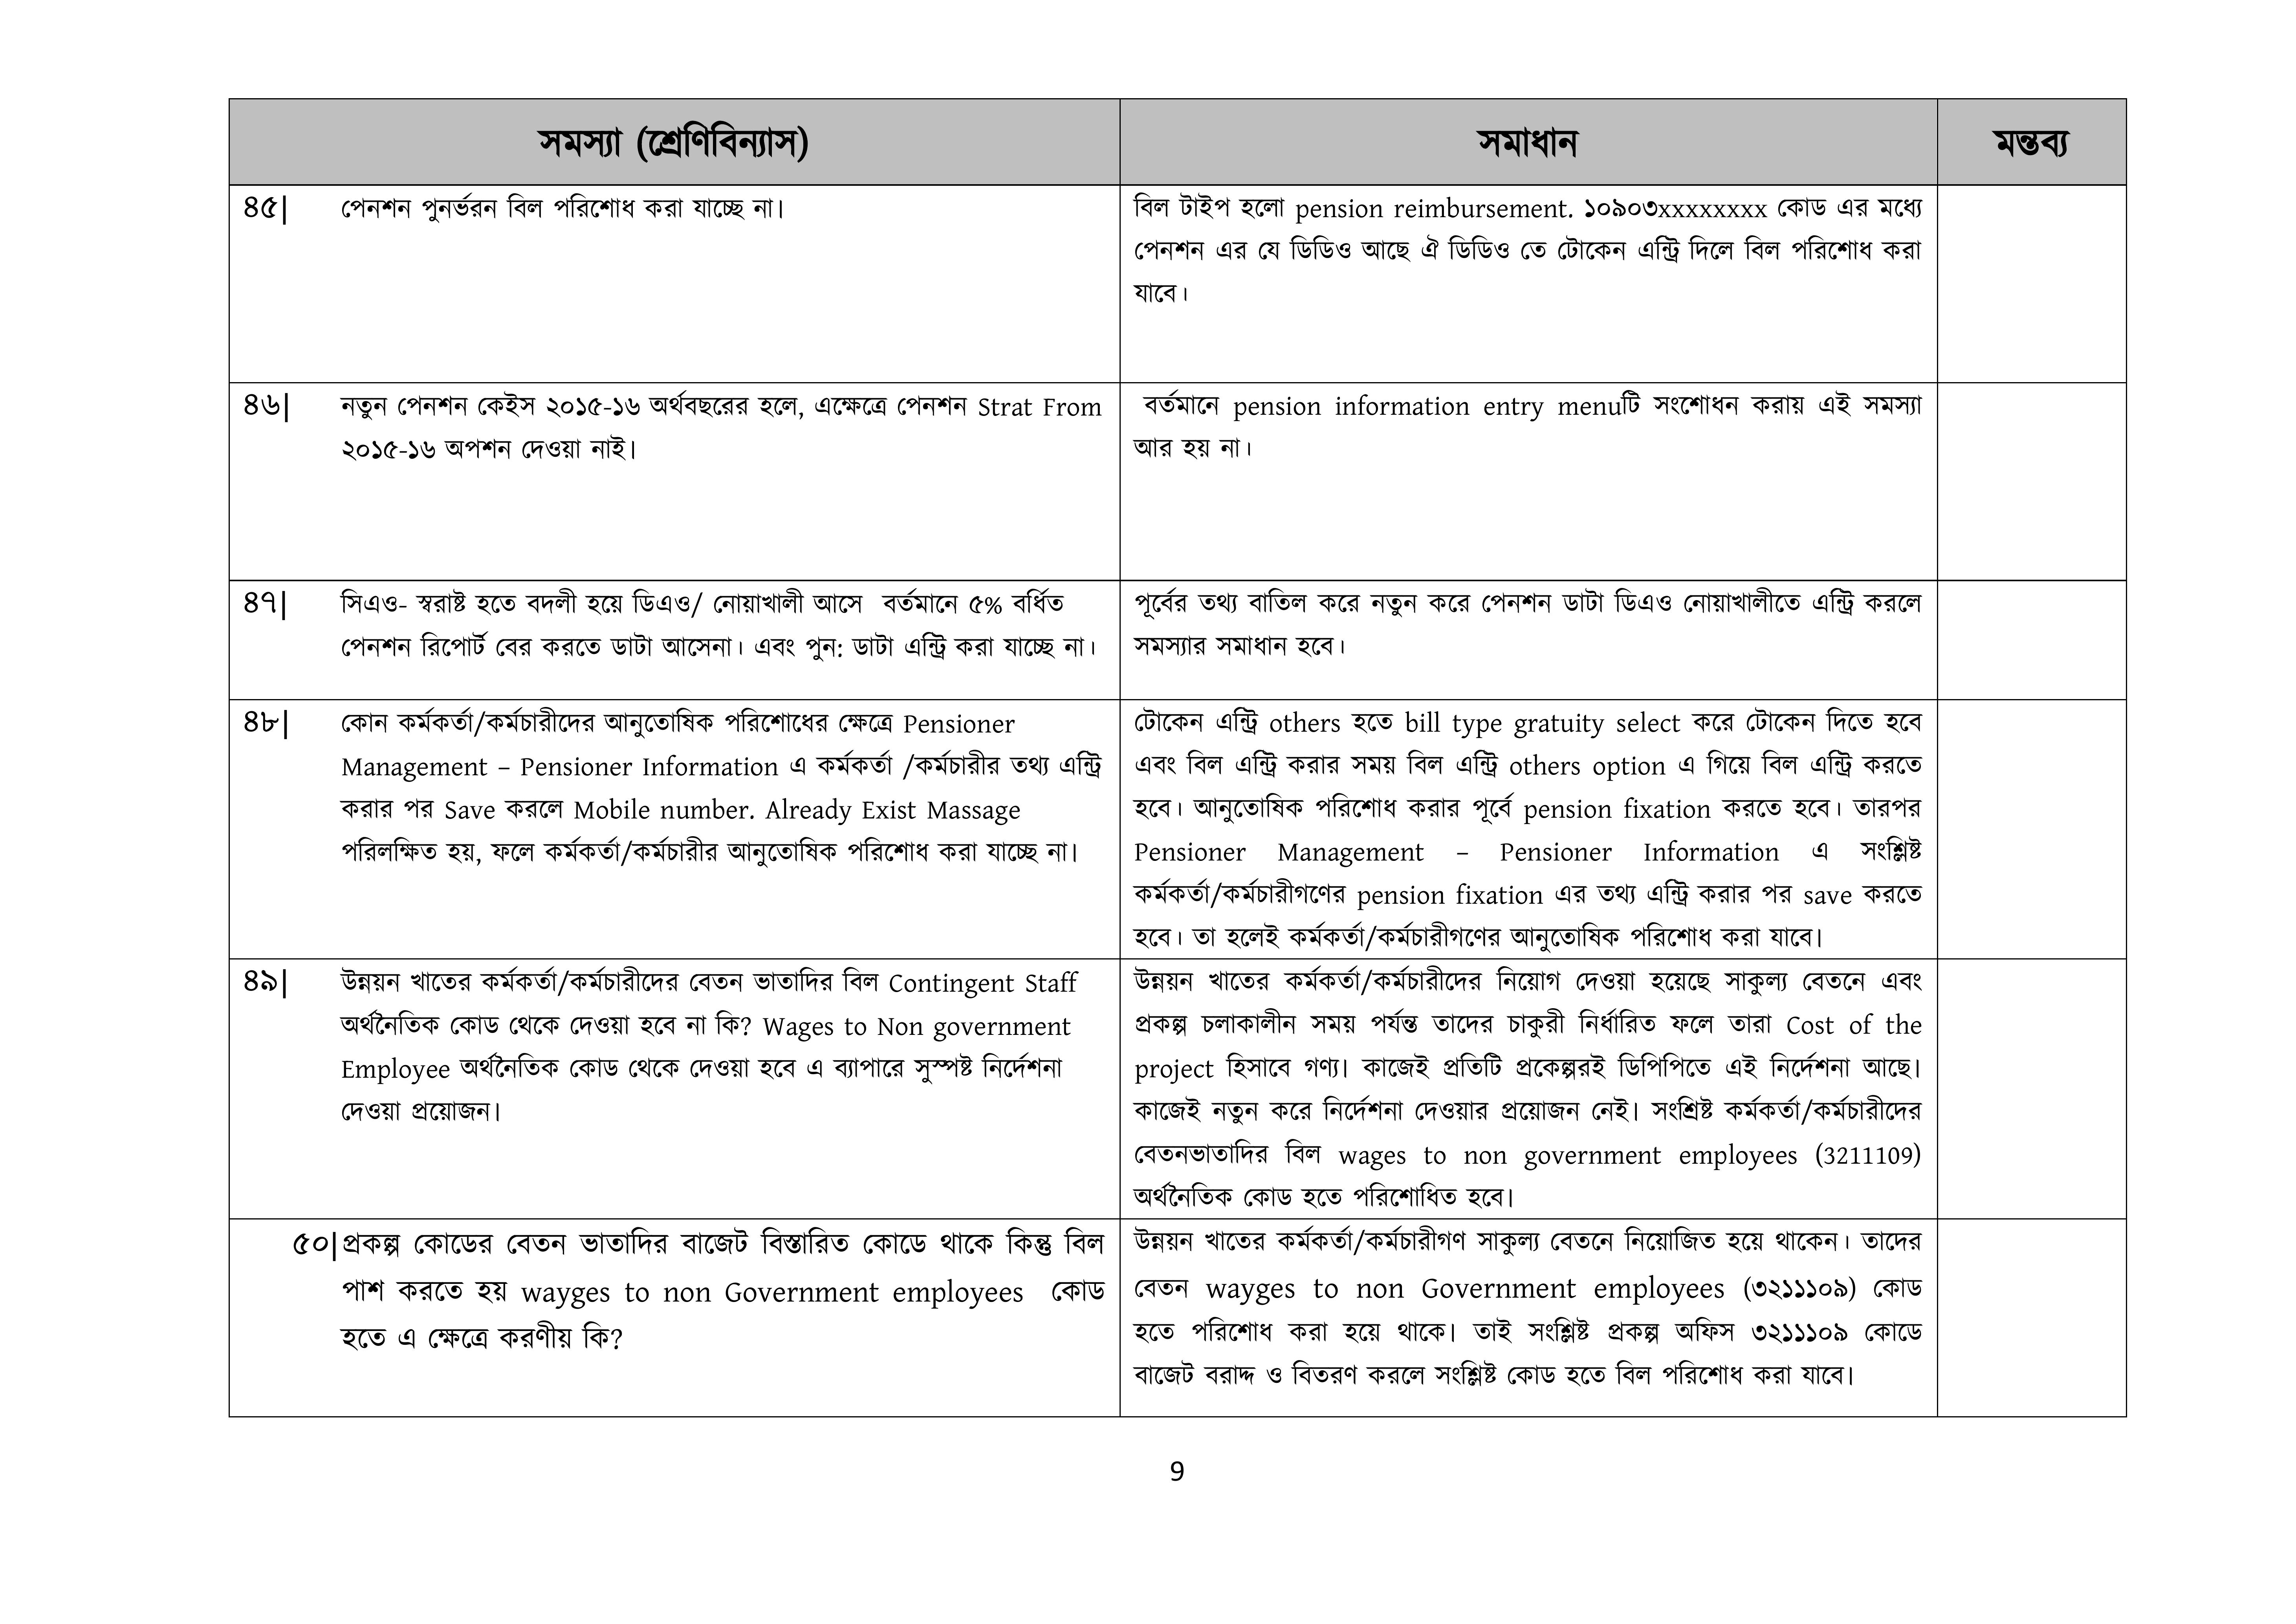 সমস্যা (শ্রেণিবিন্যাস) সমাধান মন্তব্য
৪৫| পেনশন পুনর্ভরন বিল পরিশোধ করা যাচ্ছে না।
বিল টাইপ হলো pension reimbursement. ১০৯০৩xxxxxxxx কোড এর মধ্যে
পেনশন এর যে ডিডিও আছে ঐ ডিডিও তে টোকেন এন্ট্রি দিলে বিল পরিশোধ করা
যাবে।
৪৬| নতুন পেনশন কেইস ২০১৫-১৬ অর্থবছরের হলে, এক্ষেত্রে পেনশন Strat From
২০১৫-১৬ অপশন দেওয়া নাই।
বর্তমানে pension information entry menuটি সংশোধন করায় এই সমস্যা
আর হয় না।
৪৭| সিএও- স্বরাষ্ট হতে বদলী হয়ে ডিএও/ নোয়াখালী আসে বর্তমানে ৫% বর্ধিত
পেনশন রিপোর্ট বের করতে ডাটা আসেনা। এবং পুন: ডাটা এন্ট্রি করা যাচ্ছে না।
পূর্বের তথ্য বাতিল করে নতুন করে পেনশন ডাটা ডিএও নোয়াখালীতে এন্ট্রি করলে
সমস্যার সমাধান হবে।
৪৮| কোন কর্মকর্তা/কর্মচারীদের আনুতোষিক পরিশোধের ক্ষেত্রে Pensioner
Management – Pensioner Information এ কর্মকর্তা /কর্মচারীর তথ্য এন্ট্রি
করার পর Save করলে Mobile number. Already Exist Massage
পরিলক্ষিত হয়, ফলে কর্মকর্তা/কর্মচারীর আনুতোষিক পরিশোধ করা যাচ্ছে না।
টোকেন এন্ট্রি others হতে bill type gratuity select করে টোকেন দিতে হবে
এবং বিল এন্ট্রি করার সময় বিল এন্ট্রি others option এ গিয়ে বিল এন্ট্রি করতে
হবে। আনুতোষিক পরিশোধ করার পূর্বে pension fixation করতে হবে। তারপর
Pensioner Management – Pensioner Information এ সংশ্লিষ্ট
কর্মকর্তা/কর্মচারীগণের pension fixation এর তথ্য এন্ট্রি করার পর save করতে
হবে। তা হলেই কর্মকর্তা/কর্মচারীগণের আনুতোষিক পরিশোধ করা যাবে।
৪৯| উন্নয়ন খাতের কর্মকর্তা/কর্মচারীদের বেতন ভাতাদির বিল Contingent Staff
অর্থনৈতিক কোড থেকে দেওয়া হবে না কি? Wages to Non government
Employee অর্থনৈতিক কোড থেকে দেওয়া হবে এ ব্যাপারে সুস্পষ্ট নির্দেশনা
দেওয়া প্রয়োজন।
উন্নয়ন খাতের কর্মকর্তা/কর্মচারীদের নিয়োগ দেওয়া হয়েছে সাকুল্য বেতনে এবং
প্রকল্প চলাকালীন সময় পর্যন্ত তাদের চাকুরী নির্ধারিত ফলে তারা Cost of the
project হিসাবে গণ্য। কাজেই প্রতিটি প্রকেল্পরই ডিপিপিতে এই নির্দেশনা আছে।
কাজেই নতুন করে নির্দেশনা দেওয়ার প্রয়োজন নেই। সংশ্রিষ্ট কর্মকর্তা/কর্মচারীদের
বেতনভাতাদির বিল wages to non government employees (3211109)
অর্থনৈতিক কোড হতে পরিশোধিত হবে।
৫০| প্রকল্প কোডের বেতন ভাতাদির বাজেট বিস্তারিত কোডে থাকে কিন্তু বিল
পাশ করতে হয় wayges to non Government employees কোড
হতে এ ক্ষেত্রে করণীয় কি?
উন্নয়ন খাতের কর্মকর্তা/কর্মচারীগণ সাকুল্য বেতনে নিয়োজিত হয়ে থাকেন। তাদের
বেতন wayges to non Government employees (৩২১১১০৯) কোড
হতে পরিশোধ করা হয়ে থাকে। তাই সংশ্লিষ্ট প্রকল্প অফিস ৩২১১১০৯ কোডে
বাজেট বরাদ্দ ও বিতরণ করলে সংশ্লিষ্ট কোড হতে বিল পরিশোধ করা যাবে।
9